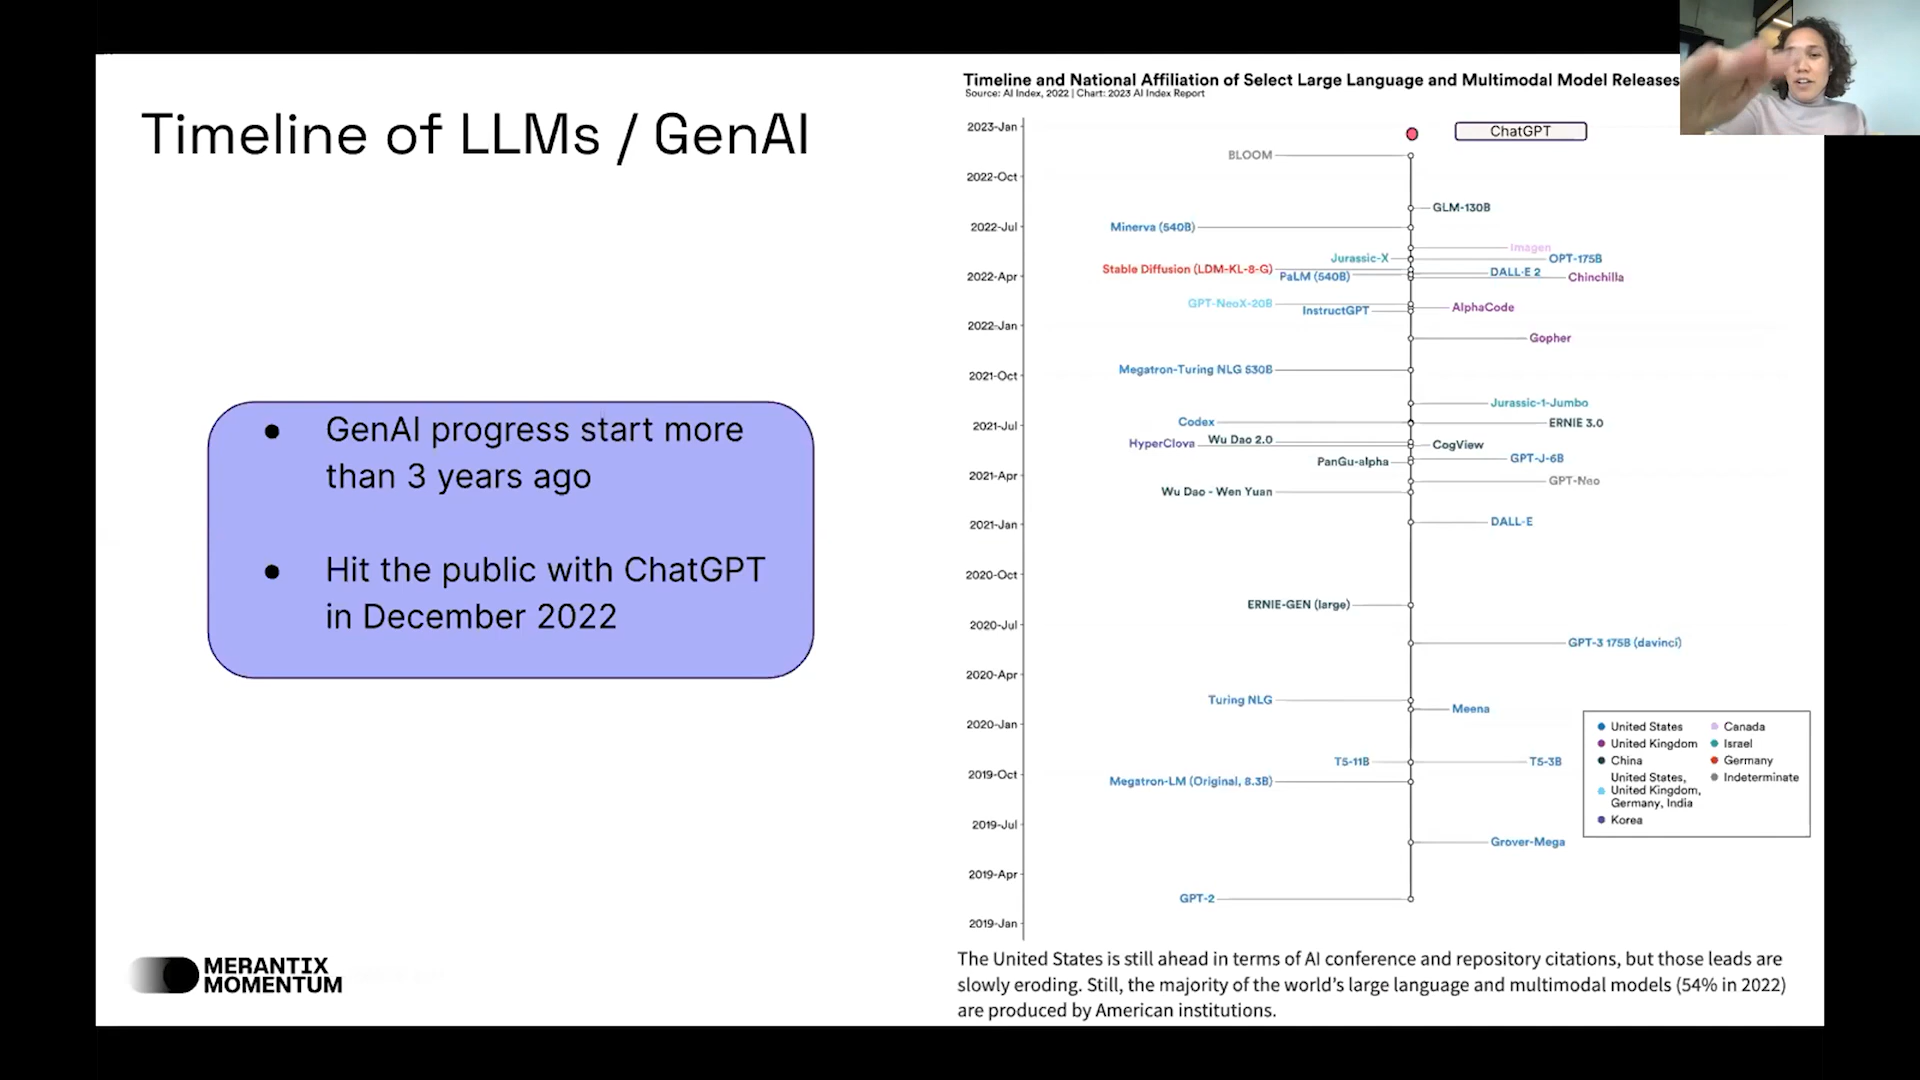 Timeline of LLMs / GenAI
● GenAI progress start more
than 3 years ago
● Hit the public with ChatGPT
in December 2022
MERANTIX
MOMENTUM
Timeline and National Affiliation of Select Large Language and Multimodal Model Releases
Source: AI Index, 2022 | Chart: 2023 AI Index Report
2023-Jan
ChatGPT
BLOOM
2022-Oct
GLM-130B
2022-Jul
Minerva (540B)
Imagen
Jurassic-X
OPT-175B
Stable Diffusion (LDM-KL-8-G)
DALL·E 2
2022-Apr
PaLM (540B)
Chinchilla
GPT-NeoX-20B
AlphaCode
InstructGPT
2022-Jan
Gopher
Megatron-Turing NLG 530B
2021-Oct
Jurassic-1-Jumbo
Codex
ERNIE 3.0
2021-Jul
HyperClova
Wu Dao 2.0
CogView
PanGu-alpha
GPT-J-6B
2021-Apr
GPT-Neo
Wu Dao - Wen Yuan
2021-Jan
DALL-E
2020-Oct
ERNIE-GEN (large)
2020-Jul
GPT-3 175B (davinci)
2020-Apr
Turing NLG
Meena
2020-Jan
T5-11B
T5-3B
2019-Oct
Megatron-LM (Original, 8.3B)
2019-Jul
Grover-Mega
2019-Apr
GPT-2
2019-Jan
United States
United Kingdom
China
United States,
United Kingdom,
Germany, India
Korea
Canada
Israel
Germany
Indeterminate
The United States is still ahead in terms of AI conference and repository citations, but those leads are
slowly eroding. Still, the majority of the world’s large language and multimodal models (54% in 2022)
are produced by American institutions.